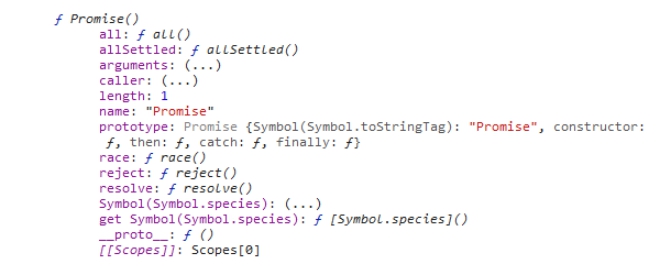 ƒ Promise()
all: ƒ all()
allSettled: ƒ allSettled()
arguments: (...)
caller: (...)
length: 1
name: "Promise"
prototype: Promise {Symbol(Symbol.toStringTag): "Promise", constructor:
ƒ, then: ƒ, catch: ƒ, finally: ƒ}
race: ƒ race()
reject: ƒ reject()
resolve: ƒ resolve()
Symbol(Symbol.species): (...)
get Symbol(Symbol.species): ƒ [Symbol.species]()
__proto__: ƒ ()
[[Scopes]]: Scopes[0]